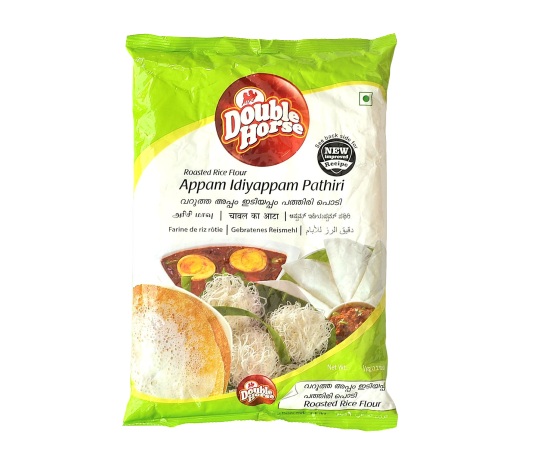 Double
Horse
See back side for
NEW
improved
Recipe
Roasted Rice Flour
Appam Idiyappam Pathiri
വറുത്ത അപ്പം ഇടിയപ്പം പത്തിരി പൊടി
அரிசி மாவு | चावल का आटा |
Farine de riz rôtie | Gebratenes Reismehl |
Net Wt
Double
Horse
വറുത്ത അപ്പം ഇടിയപ്പം
പത്തിരി പൊടി
Roasted Rice Flour